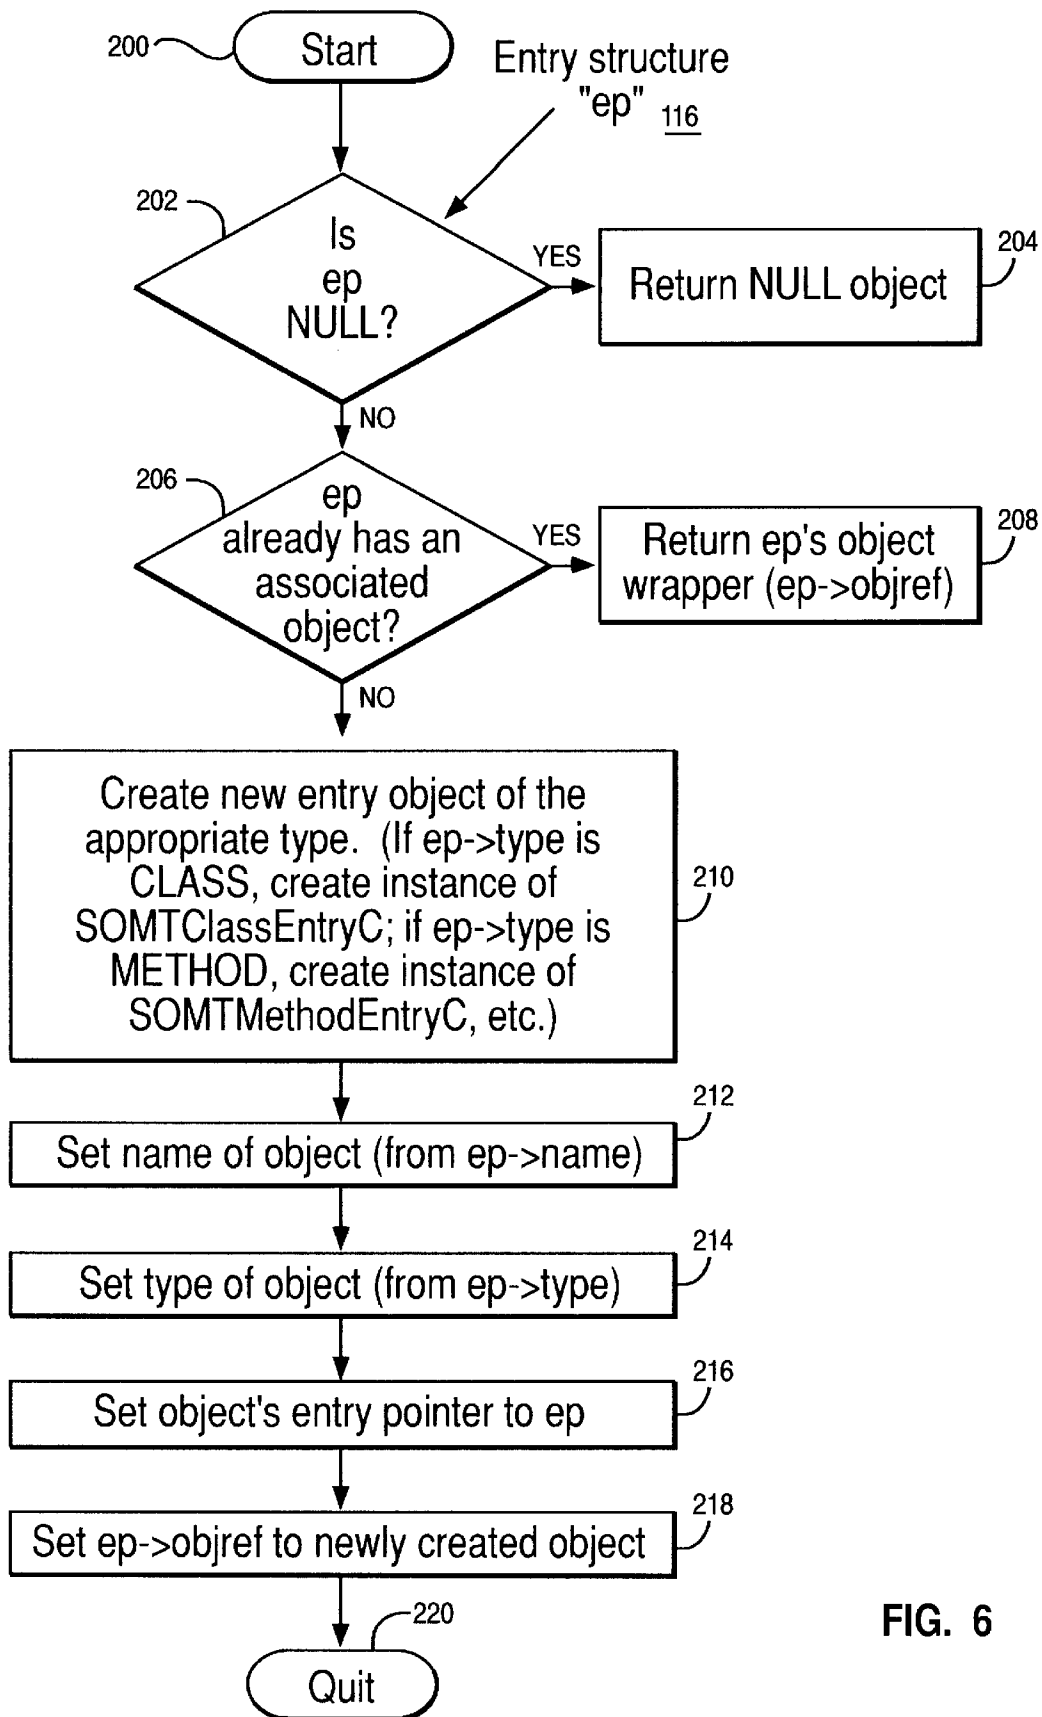 200
Start
Entry structure
"ep" 116
202
Is
ep
NULL?
YES
Return NULL object
204
NO
206
ep
already has an
associated
object?
YES
Return ep's object
wrapper (ep->objref)
208
NO
Create new entry object of the
appropriate type. (If ep->type is
CLASS, create instance of
SOMTClassEntryC; if ep->type is
METHOD, create instance of
SOMTMethodEntryC, etc.)
210
212
Set name of object (from ep->name)
214
Set type of object (from ep->type)
216
Set object's entry pointer to ep
218
Set ep->objref to newly created object
220
Quit
FIG. 6